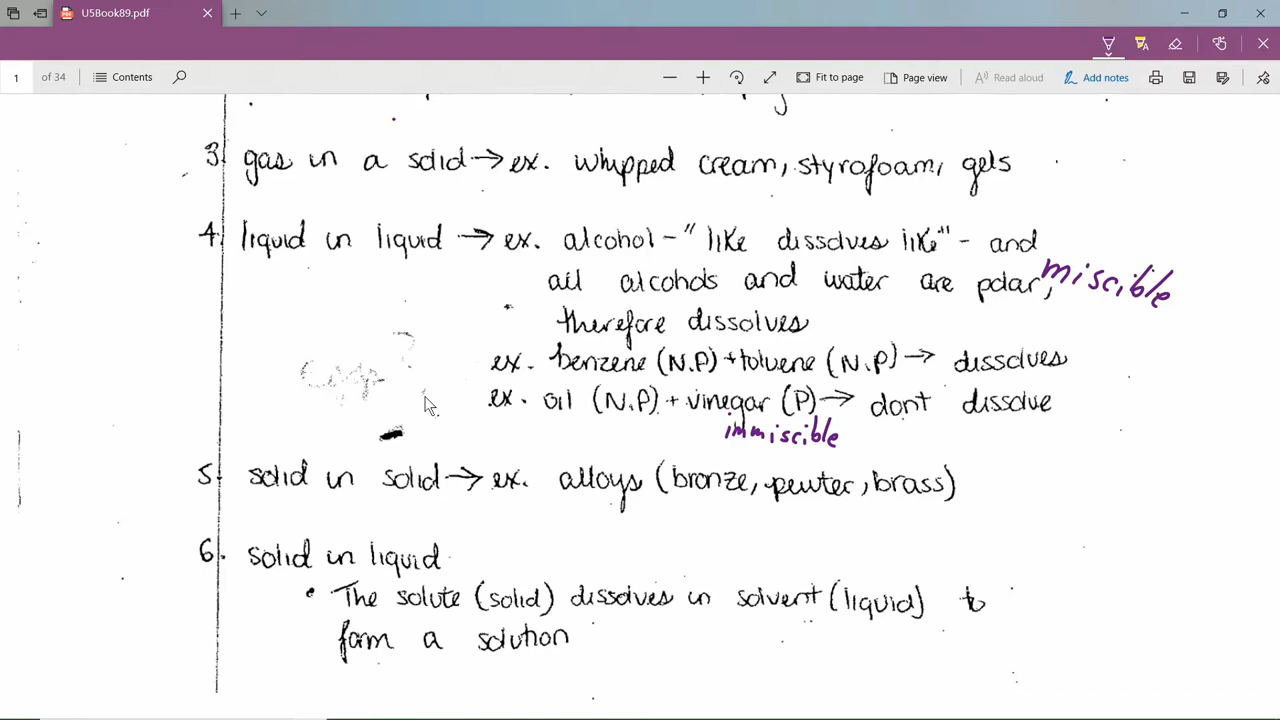 U5Book89.pdf
1 of 34 Contents Fit to page Page view Read aloud Add notes
3. gas in a solid → ex. whipped cream, styrofoam, gels
4. liquid in liquid → ex. alcohol - "like dissolves like" - and
all alcohols and water are polar, miscible
therefore dissolves
ex. benzene (N.P) + toluene (N.P) → dissolves
ex. oil (N.P) + vinegar (P) → dont dissolve
immiscible
5. solid in solid → ex. alloys (bronze, pewter, brass)
6. solid in liquid
• The solute (solid) dissolves in solvent (liquid) to
form a solution